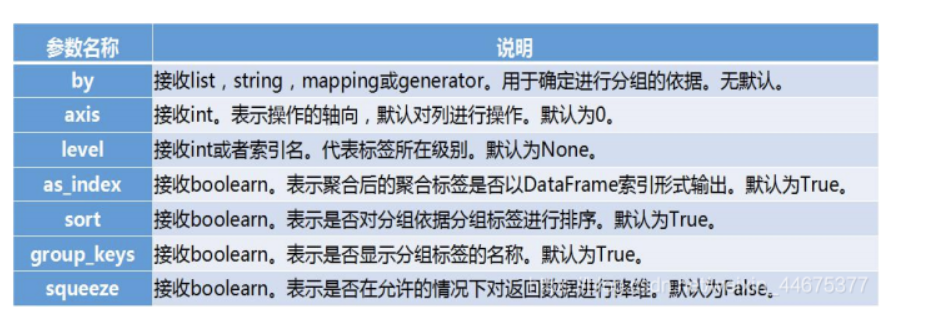 参数名称 说明
by 接收list，string，mapping或generator。用于确定进行分组的依据。无默认。
axis 接收int。表示操作的轴向，默认对列进行操作。默认为0。
level 接收int或者索引名。代表标签所在级别。默认为None。
as_index 接收boolearn。表示聚合后的聚合标签是否以DataFrame索引形式输出。默认为True。
sort 接收boolearn。表示是否对分组依据分组标签进行排序。默认为True。
group_keys 接收boolearn。表示是否显示分组标签的名称。默认为True。
squeeze 接收boolearn。表示是否在允许的情况下对返回数据进行降维。默认为False。
_44675377